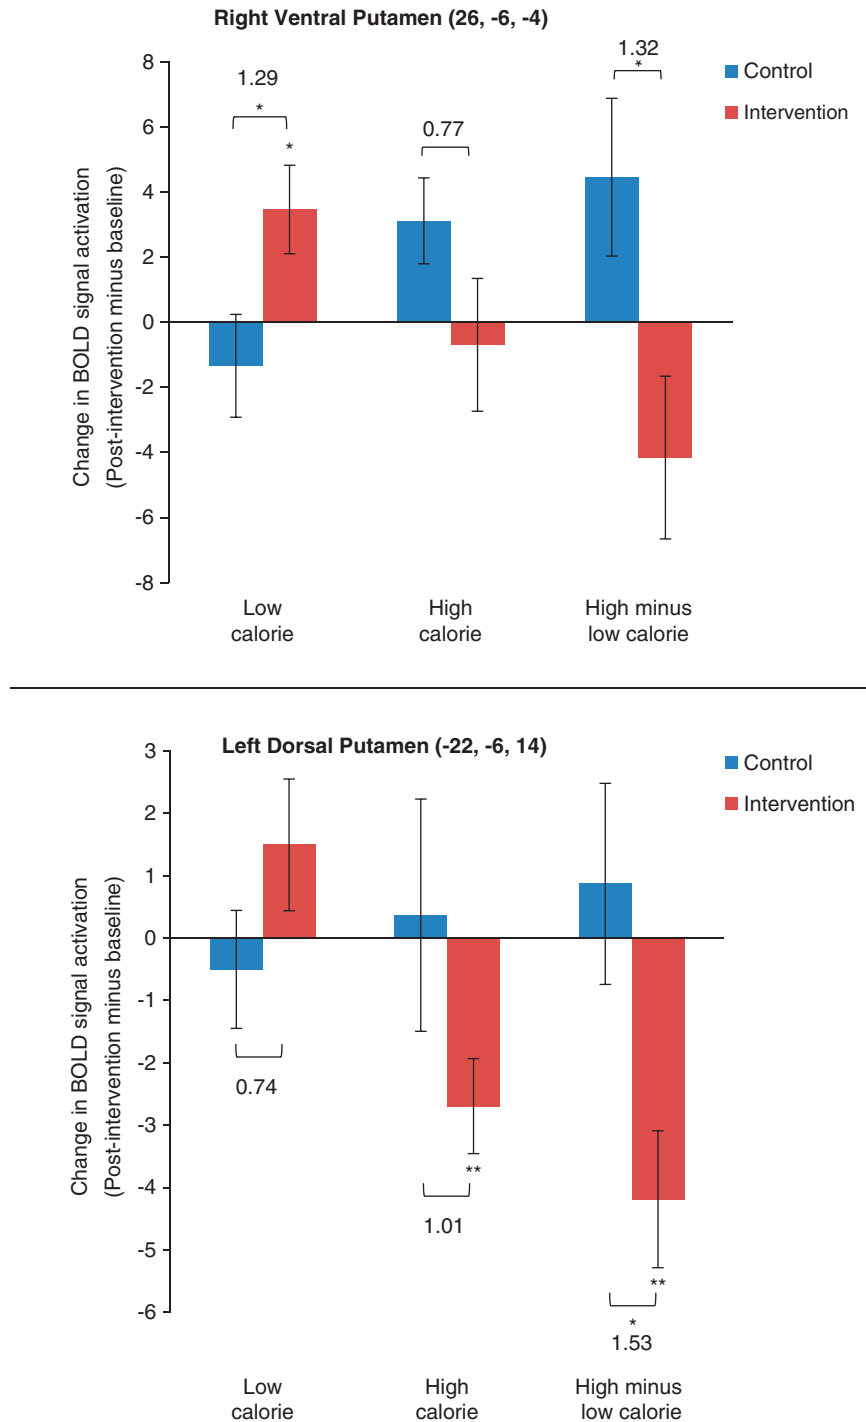 Right Ventral Putamen (26, -6, -4)
Change in BOLD signal activation
(Post-intervention minus baseline)
8
6
4
2
0
-2
-4
-6
-8
1.29
*
*
0.77
1.32
*
Control
Intervention
Low
calorie
High
calorie
High minus
low calorie
Left Dorsal Putamen (-22, -6, 14)
Change in BOLD signal activation
(Post-intervention minus baseline)
3
2
1
0
-1
-2
-3
-4
-5
-6
Control
Intervention
0.74
**
1.01
**
*
1.53
Low
calorie
High
calorie
High minus
low calorie